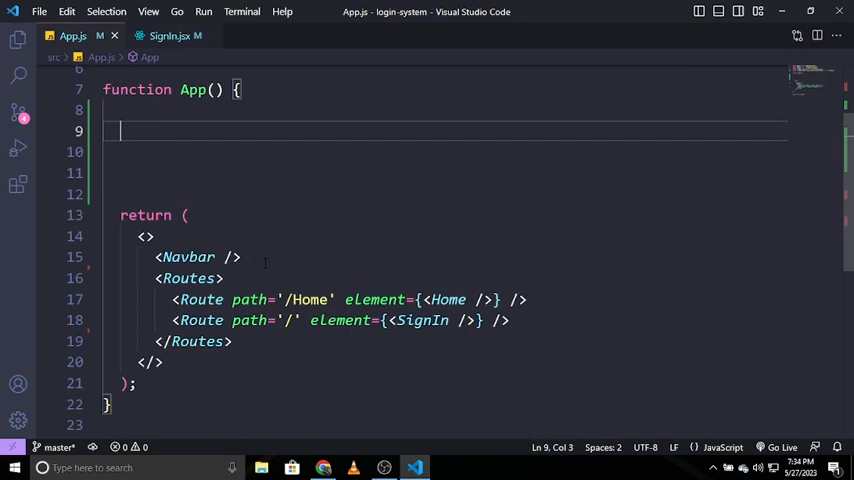 File Edit Selection View Go Run Terminal Help App.js - login-system - Visual Studio Code
JS App.js SignIn.jsx
src > JS App.js > App
6
7 function App() {
8
4
9
10
11
12
13 return (
14 <>
15 <Navbar />
16 <Routes>
17 <Route path='/Home' element={<Home />} />
18 <Route path='/' element={<SignIn />} />
19 </Routes>
20 </>
21 );
22 }
23
master* 0 0 Ln 9, Col 3 Spaces: 2 UTF-8 LF JavaScript Go Live
Type here to search 7:34 PM
5/27/2023 1